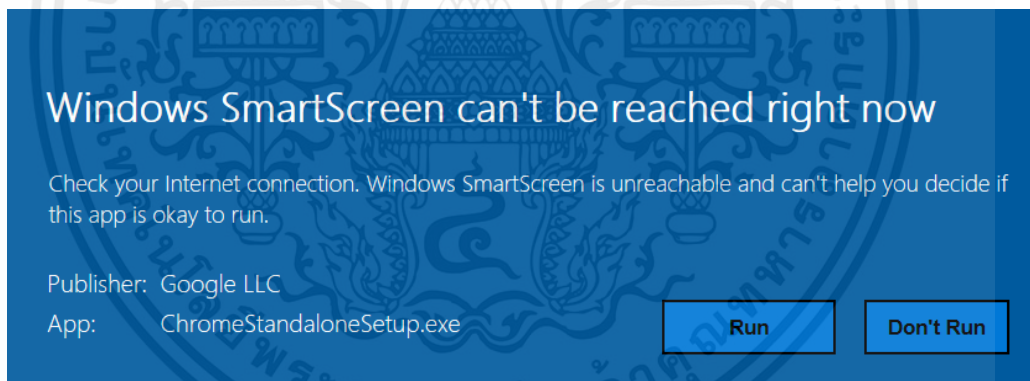 Windows SmartScreen can't be reached right now
Check your Internet connection. Windows SmartScreen is unreachable and can't help you decide if
this app is okay to run.
Publisher: Google LLC
App: ChromeStandaloneSetup.exe
Run
Don't Run